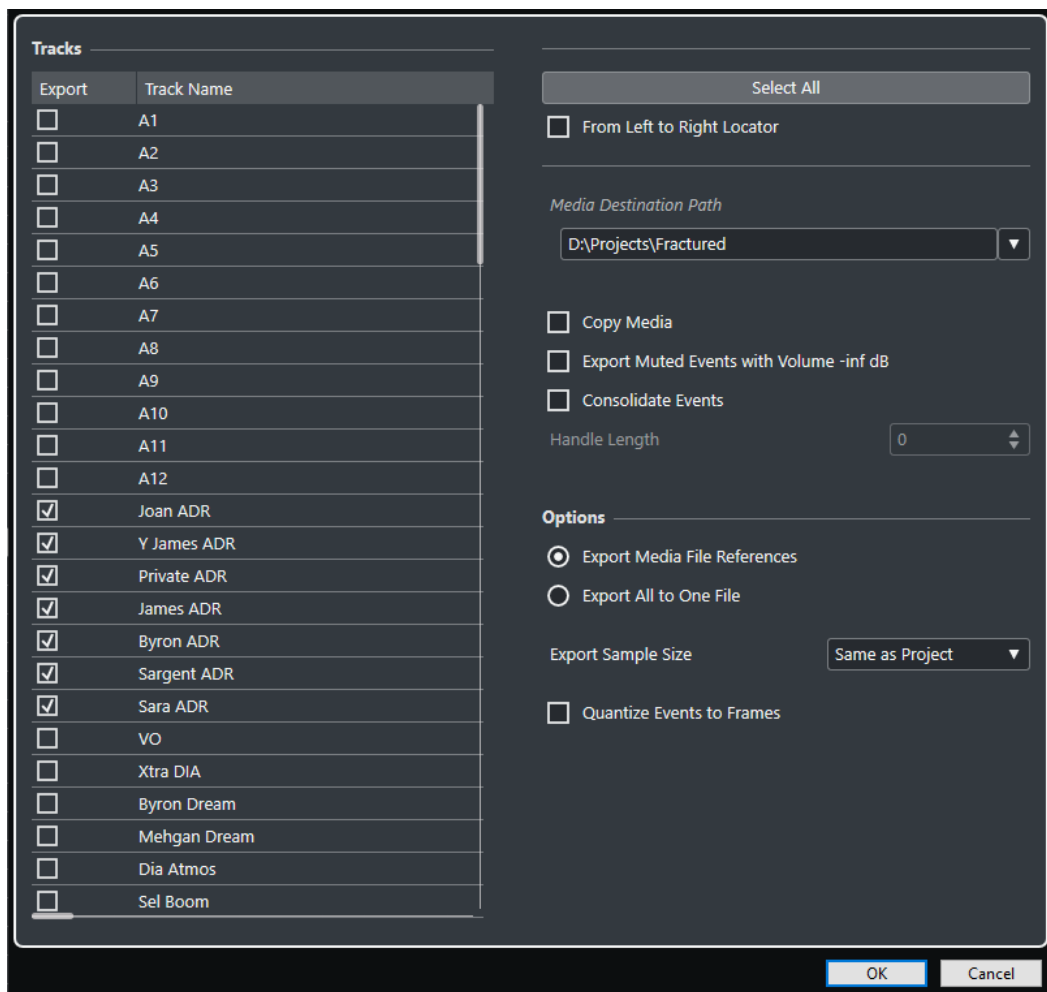 Tracks
Export Track Name
A1
A2
A3
A4
A5
A6
A7
A8
A9
A10
A11
A12
Joan ADR
Y James ADR
Private ADR
James ADR
Byron ADR
Sargent ADR
Sara ADR
VO
Xtra DIA
Byron Dream
Mehgan Dream
Dia Atmos
Sel Boom
Select All
From Left to Right Locator
Media Destination Path
D:\Projects\Fractured
Copy Media
Export Muted Events with Volume -inf dB
Consolidate Events
Handle Length 0
Options
Export Media File References
Export All to One File
Export Sample Size Same as Project
Quantize Events to Frames
OK Cancel